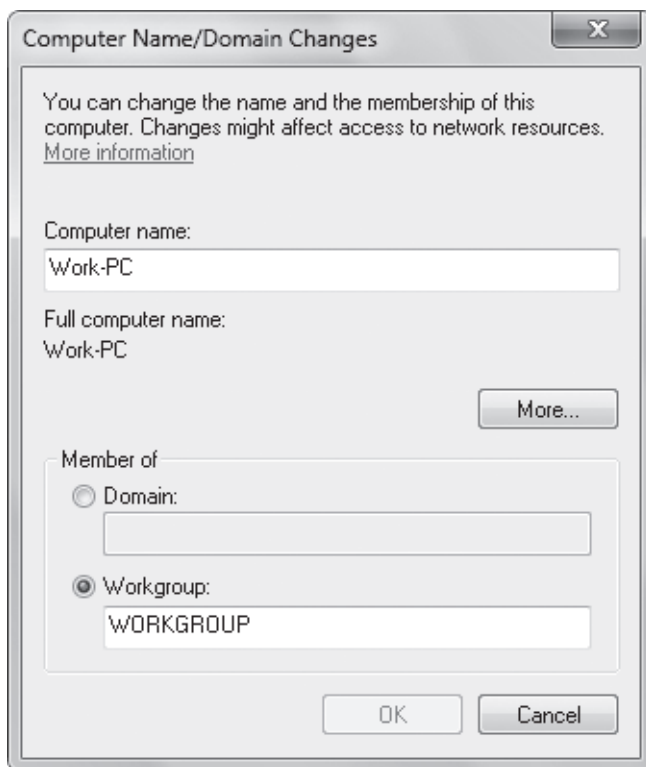 Computer Name/Domain Changes
You can change the name and the membership of this
computer. Changes might affect access to network resources.
More information
Computer name:
Work-PC
Full computer name:
Work-PC
More...
Member of
Domain:
Workgroup:
WORKGROUP
OK
Cancel